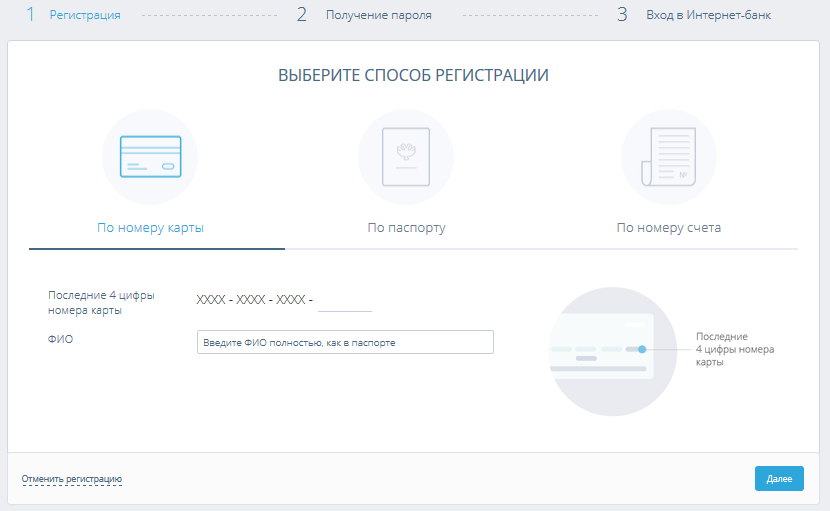 1 Регистрация 2 Получение пароля 3 Вход в Интернет-банк
ВЫБЕРИТЕ СПОСОБ РЕГИСТРАЦИИ
№
По номеру карты По паспорту По номеру счета
Последние 4 цифры
номера карты
XXXX - XXXX - XXXX -
ФИО
Введите ФИО полностью, как в паспорте
Последние
4 цифры номера
карты
Отменить регистрацию Далее